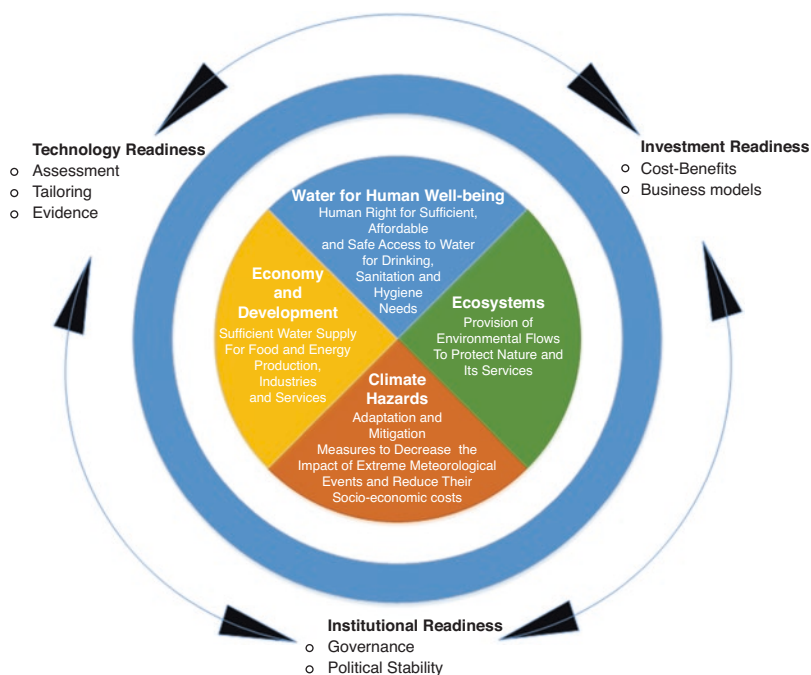 Technology Readiness
Assessment
Tailoring
Evidence
Investment Readiness
Cost-Benefits
Business models
Water for Human Well-being
Human Right for Sufficient,
Affordable
and Safe Access to Water
for Drinking,
Sanitation and
Hygiene
Needs
Economy
and
Development
Sufficient Water Supply
For Food and Energy
Production,
Industries
and Services
Ecosystems
Provision of
Environmental Flows
To Protect Nature and
Its Services
Climate
Hazards
Adaptation and
Mitigation
Measures to Decrease the
Impact of Extreme Meteorological
Events and Reduce Their
Socio-economic costs
Institutional Readiness
Governance
Political Stability